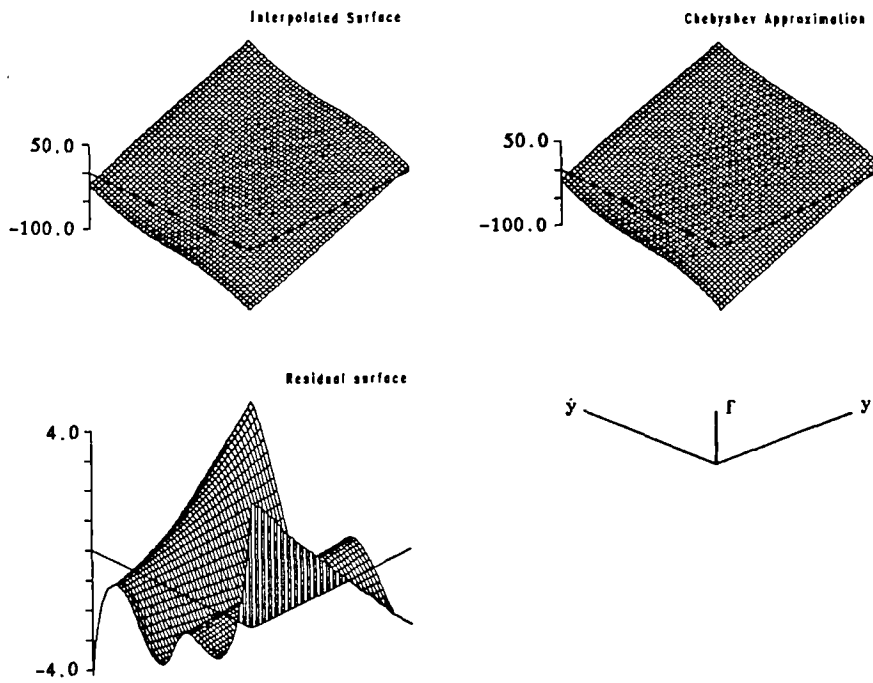 Interpolated Surface
Chebyshev Approximation
50.0
-100.0
50.0
-100.0
Residual surface
4.0
-4.0
ẏ
f
y